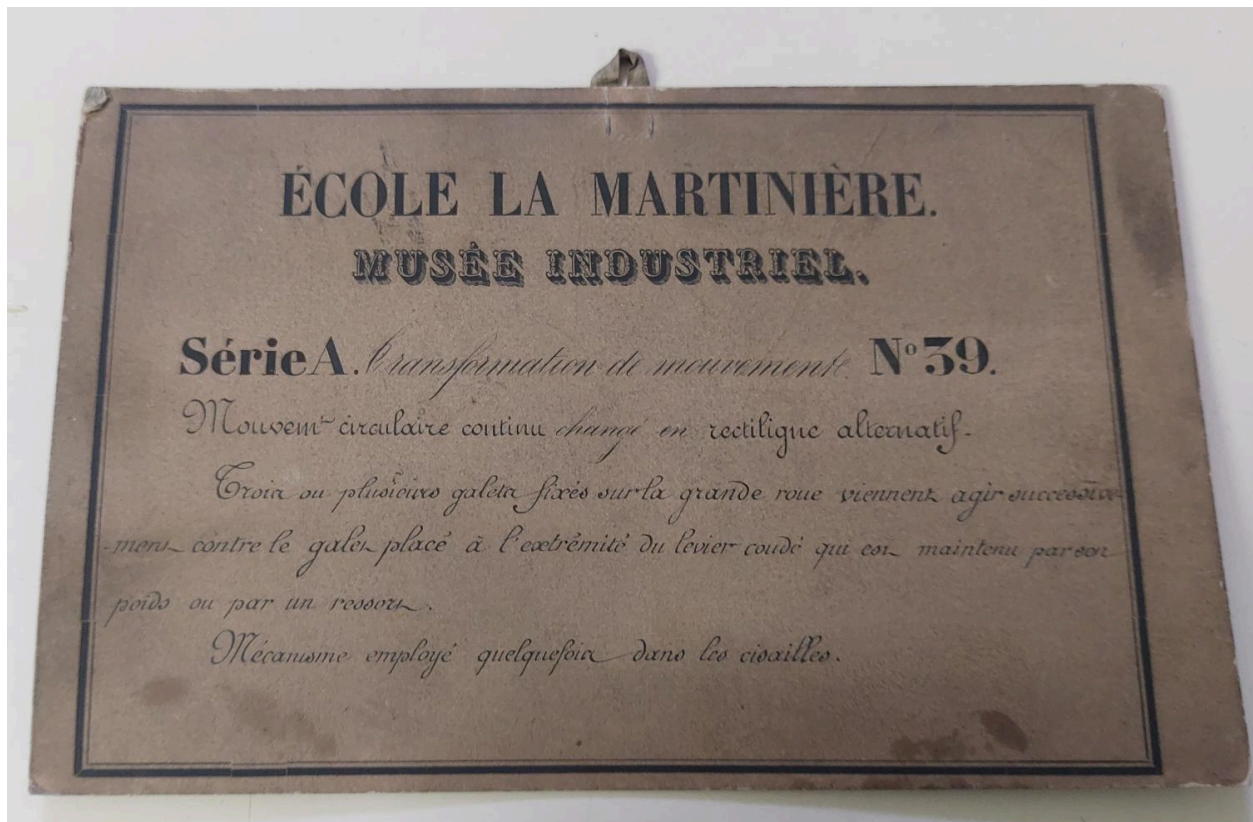 ÉCOLE LA MARTINIÈRE.
MUSÉE INDUSTRIEL.
Série A. Transformation de mouvements. Nº 39.
Mouvemt circulaire continu changé en rectiligne alternatif.
Trois ou plusieurs galets fixés sur la grande roue viennent agir successive-
-ment contre le galet placé à l'extrêmité du levier coudé qui est maintenu par son
poids ou par un ressort.
Mécanisme employé quelquefois dans les cisailles.